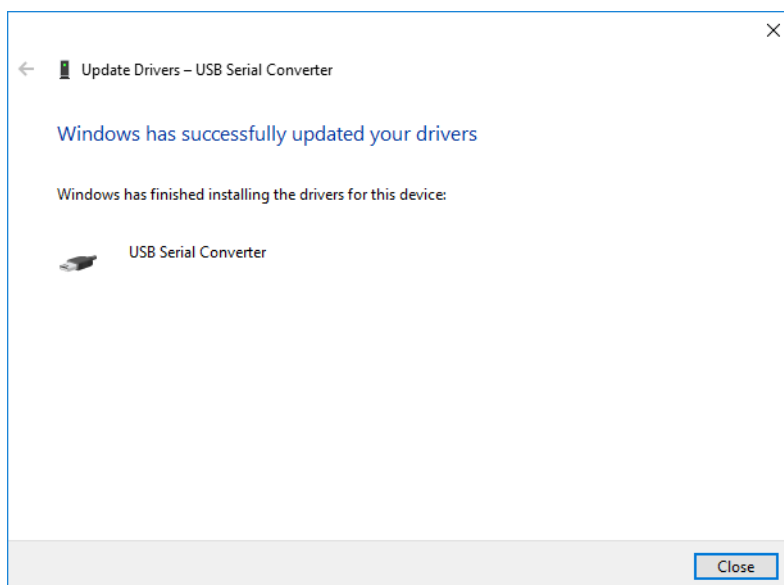 Update Drivers – USB Serial Converter
Windows has successfully updated your drivers
Windows has finished installing the drivers for this device:
USB Serial Converter
Close